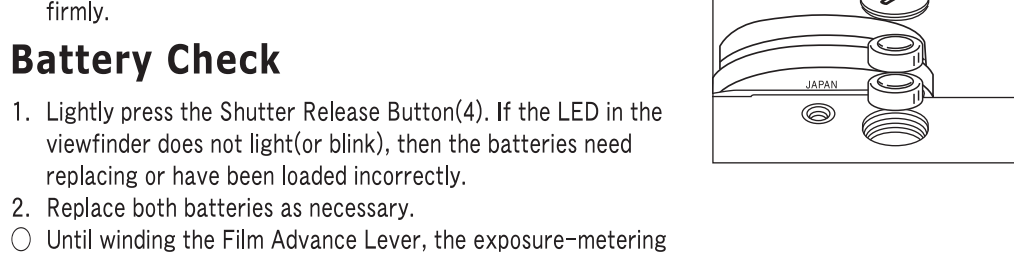 firmly.
Battery Check
1. Lightly press the Shutter Release Button(4). If the LED in the
viewfinder does not light(or blink), then the batteries need
replacing or have been loaded incorrectly.
2. Replace both batteries as necessary.
○ Until winding the Film Advance Lever, the exposure-metering
JAPAN